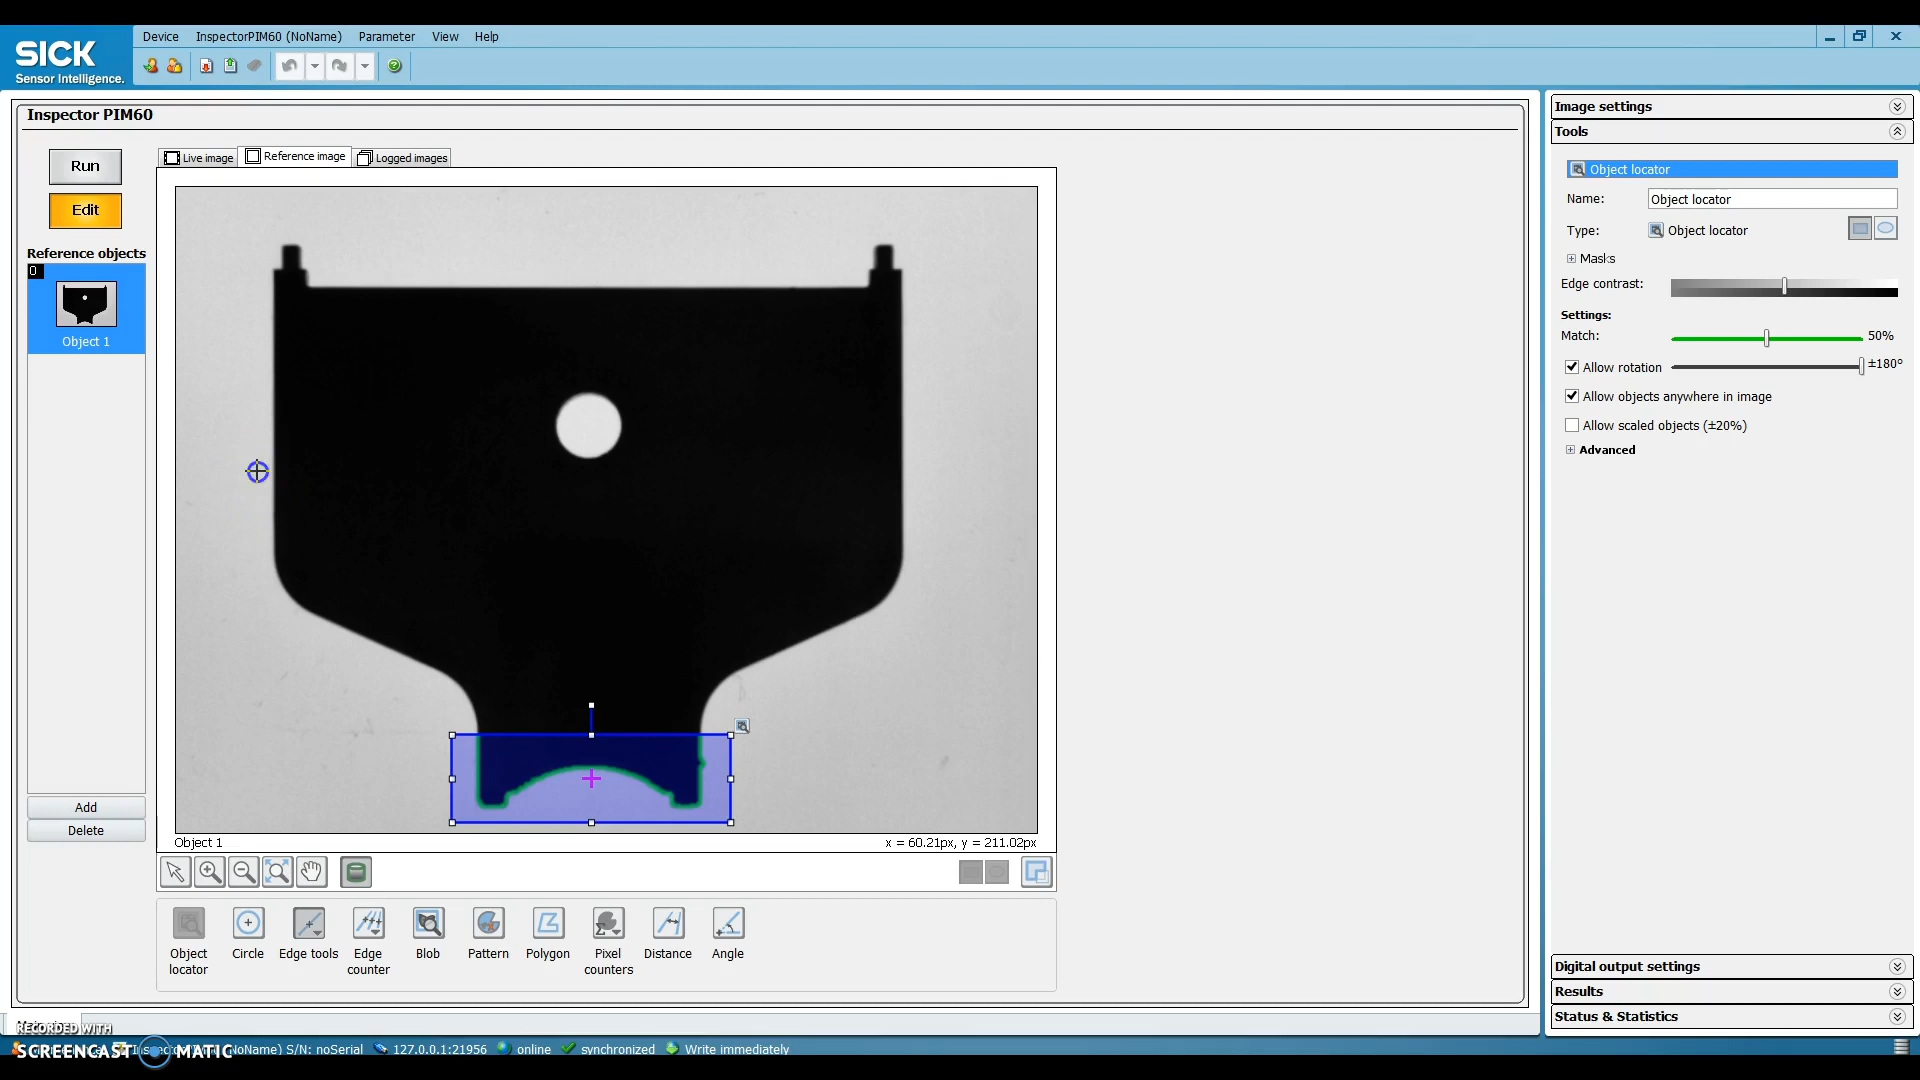 SICK
Sensor Intelligence.
Device InspectorPIM60 (NoName) Parameter View Help
Inspector PIM60
Run
Edit
Reference objects
0
Object 1
Add
Delete
Live image Reference image Logged images
Object 1 x = 60.21px, y = 211.02px
Object locator
Circle
Edge tools
Edge counter
Blob
Pattern
Polygon
Pixel counters
Distance
Angle
Image settings
Tools
Object locator
Name: Object locator
Type: Object locator
Masks
Edge contrast:
Settings:
Match: 50%
Allow rotation ±180°
Allow objects anywhere in image
Allow scaled objects (±20%)
Advanced
Digital output settings
Results
Status & Statistics
RECORDED WITH
SCREENCAST MATIC
(NoName) S/N: noSerial 127.0.0.1:21956 online synchronized Write immediately